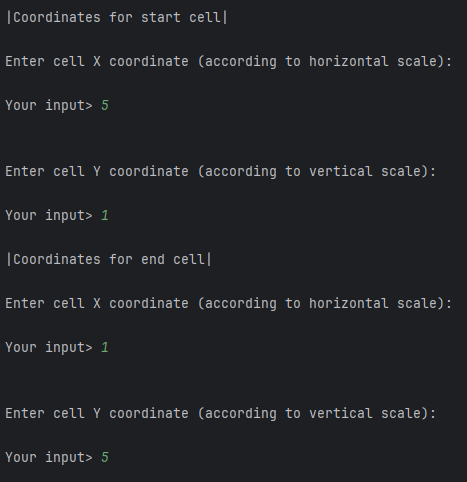 |Coordinates for start cell|
Enter cell X coordinate (according to horizontal scale):
Your input> 5
Enter cell Y coordinate (according to vertical scale):
Your input> 1
|Coordinates for end cell|
Enter cell X coordinate (according to horizontal scale):
Your input> 1
Enter cell Y coordinate (according to vertical scale):
Your input> 5